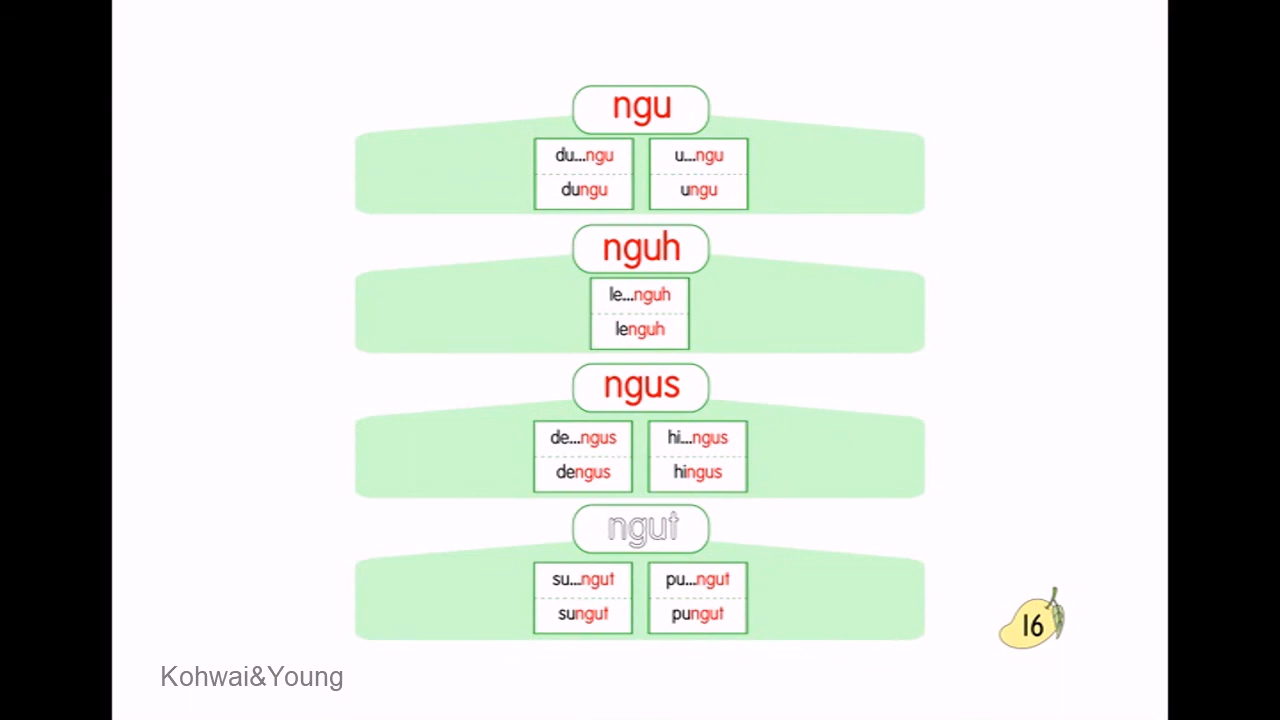 ngu
du...ngu u...ngu
dungu ungu
nguh
le...nguh
lenguh
ngus
de...ngus hi...ngus
dengus hingus
ngut
su...ngut pu...ngut
sungut pungut
16
Kohwai&Young